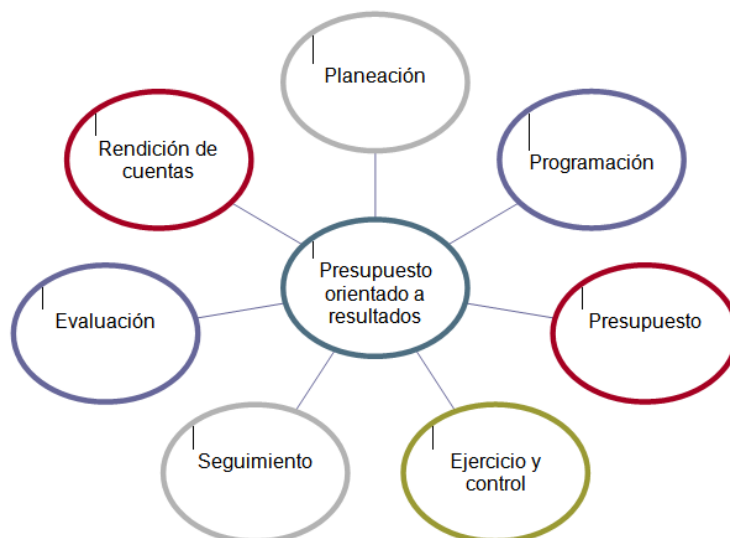 Planeación
Programación
Presupuesto
Ejercicio y
control
Seguimiento
Evaluación
Rendición de
cuentas
Presupuesto
orientado a
resultados